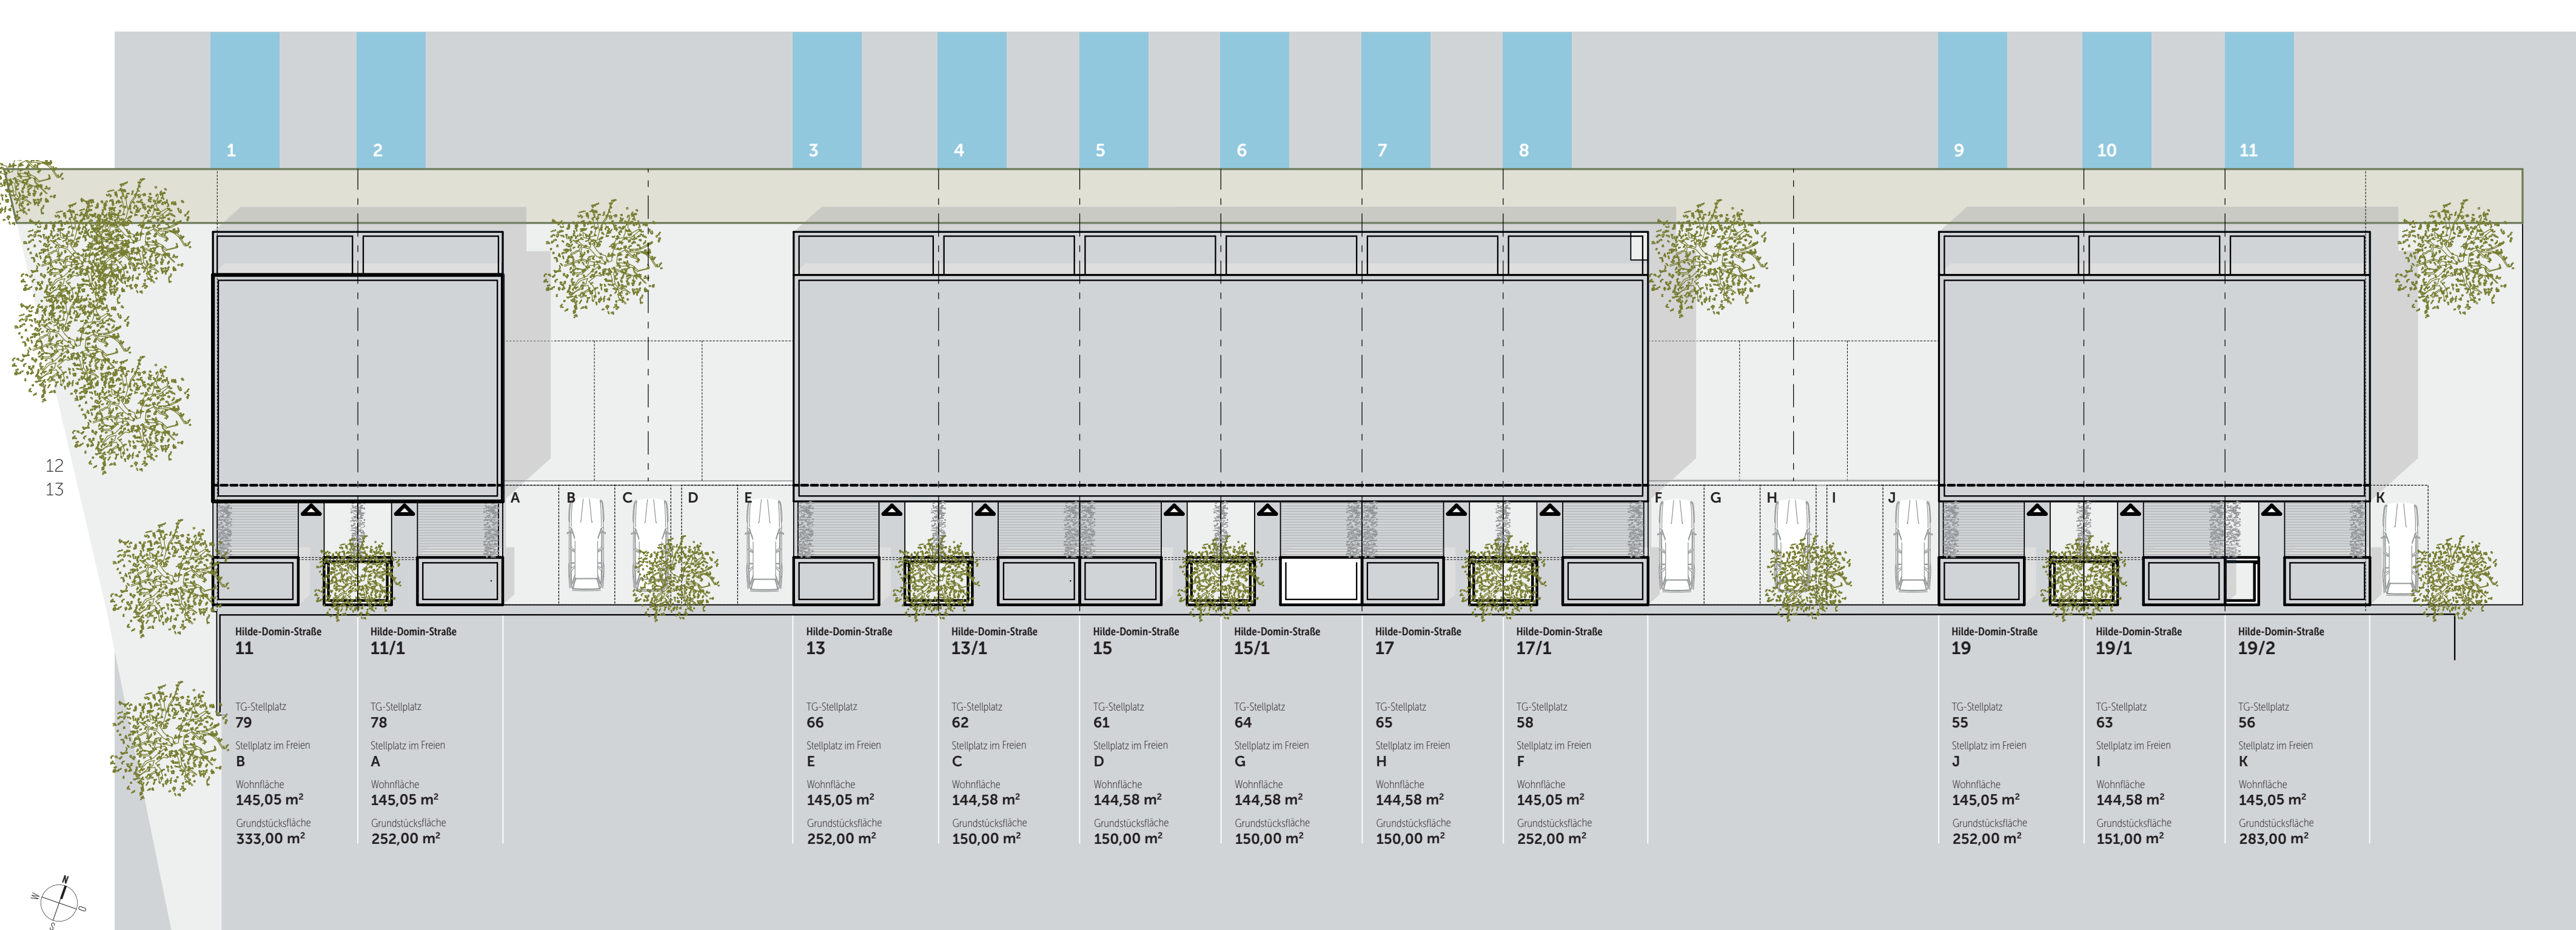 1 2 3 4 5 6 7 8 9 10 11
12
13
A B C D E F G H I J K
Hilde-Domin-Straße
11
TG-Stellplatz
79
Stellplatz im Freien
B
Wohnfläche
145,05 m²
Grundstücksfläche
333,00 m²
Hilde-Domin-Straße
11/1
TG-Stellplatz
78
Stellplatz im Freien
A
Wohnfläche
145,05 m²
Grundstücksfläche
252,00 m²
Hilde-Domin-Straße
13
TG-Stellplatz
66
Stellplatz im Freien
E
Wohnfläche
145,05 m²
Grundstücksfläche
252,00 m²
Hilde-Domin-Straße
13/1
TG-Stellplatz
62
Stellplatz im Freien
C
Wohnfläche
144,58 m²
Grundstücksfläche
150,00 m²
Hilde-Domin-Straße
15
TG-Stellplatz
61
Stellplatz im Freien
D
Wohnfläche
144,58 m²
Grundstücksfläche
150,00 m²
Hilde-Domin-Straße
15/1
TG-Stellplatz
64
Stellplatz im Freien
G
Wohnfläche
144,58 m²
Grundstücksfläche
150,00 m²
Hilde-Domin-Straße
17
TG-Stellplatz
65
Stellplatz im Freien
H
Wohnfläche
144,58 m²
Grundstücksfläche
150,00 m²
Hilde-Domin-Straße
17/1
TG-Stellplatz
58
Stellplatz im Freien
F
Wohnfläche
145,05 m²
Grundstücksfläche
252,00 m²
Hilde-Domin-Straße
19
TG-Stellplatz
55
Stellplatz im Freien
J
Wohnfläche
145,05 m²
Grundstücksfläche
252,00 m²
Hilde-Domin-Straße
19/1
TG-Stellplatz
63
Stellplatz im Freien
I
Wohnfläche
144,58 m²
Grundstücksfläche
151,00 m²
Hilde-Domin-Straße
19/2
TG-Stellplatz
56
Stellplatz im Freien
K
Wohnfläche
145,05 m²
Grundstücksfläche
283,00 m²
N
W
O
S